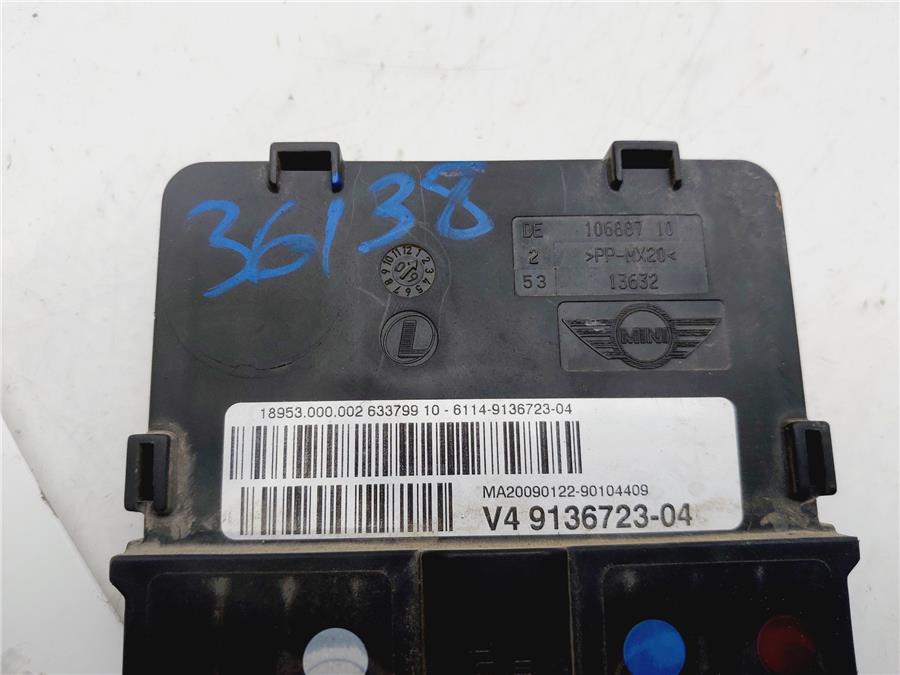 36138
DE 106887 10
2 >PP-MX20<
53 13632
L
MINI
18953.000.002 633799 10 - 6114-9136723-04
MA20090122-90104409
V4 9136723-04